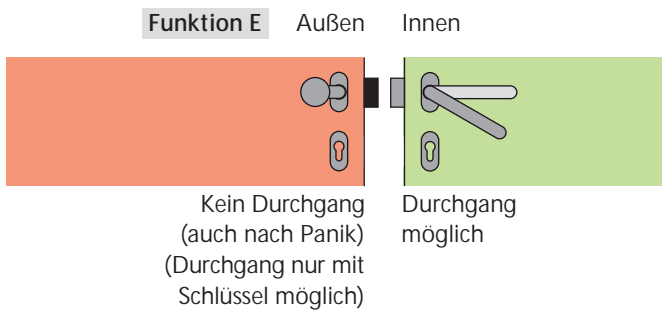 Funktion E Außen Innen
Kein Durchgang
(auch nach Panik)
(Durchgang nur mit
Schlüssel möglich)
Durchgang
möglich